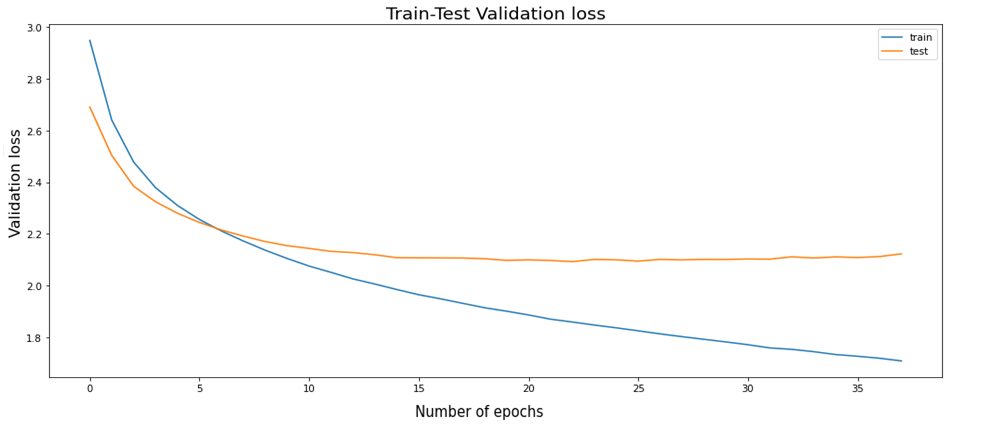 Train-Test Validation loss
train
test
Validation loss
3.0
2.8
2.6
2.4
2.2
2.0
1.8
0 5 10 15 20 25 30 35
Number of epochs